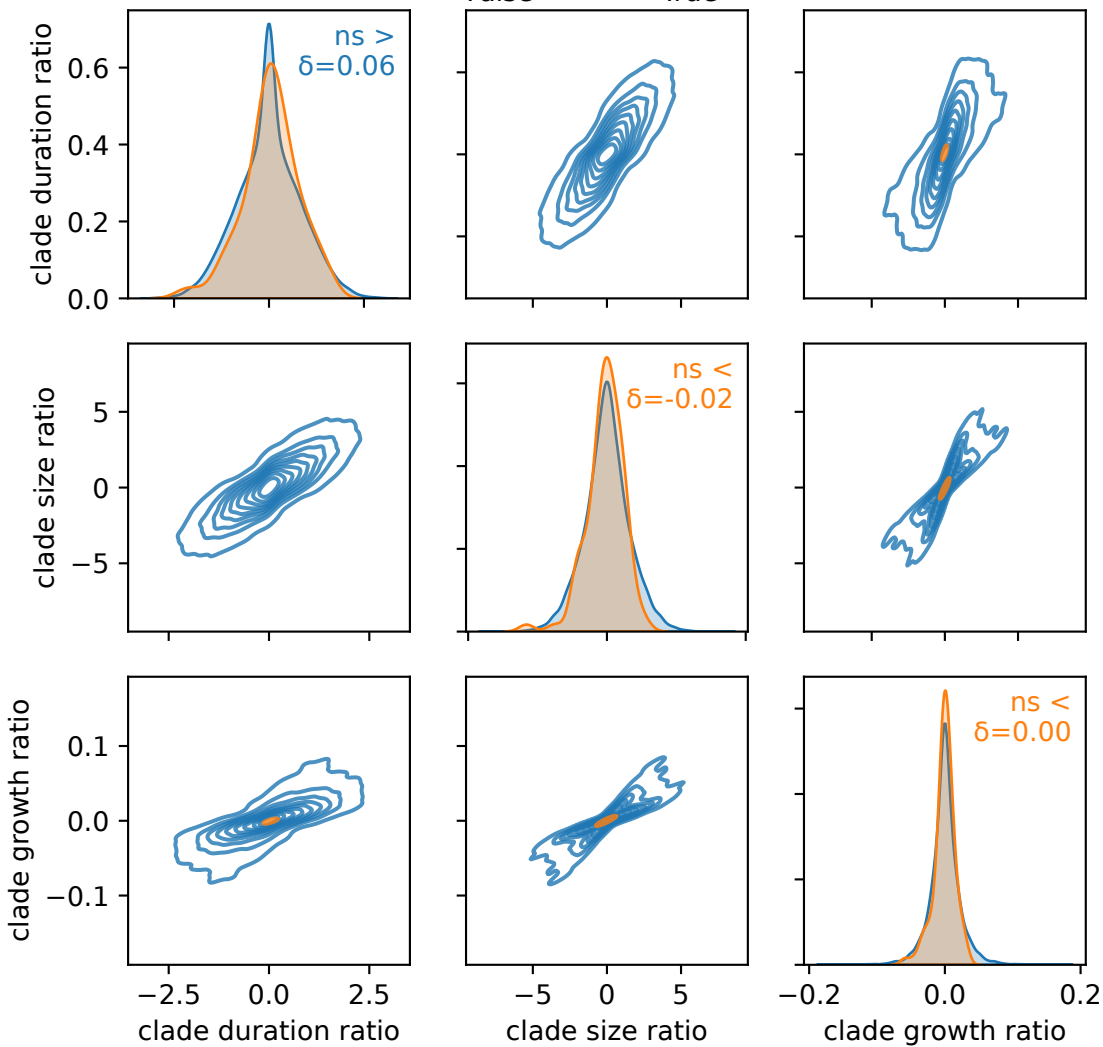 clade duration ratio
0.6
0.4
0.2
0.0
ns >
δ=0.06
clade size ratio
5
0
−5
ns <
δ=-0.02
clade growth ratio
0.1
0.0
−0.1
ns <
δ=0.00
−2.5 0.0 2.5
clade duration ratio
−5 0 5
clade size ratio
−0.2 0.0 0.2
clade growth ratio